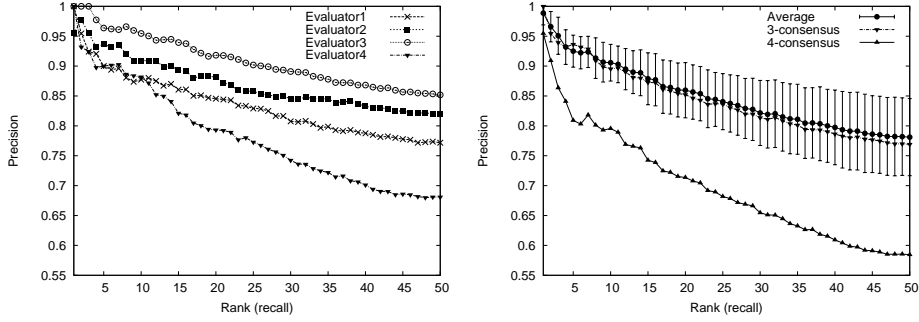 1
0.95
0.9
0.85
0.8
0.75
0.7
0.65
0.6
0.55
Precision
5 10 15 20 25 30 35 40 45 50
Rank (recall)
Evaluator1
Evaluator2
Evaluator3
Evaluator4
1
0.95
0.9
0.85
0.8
0.75
0.7
0.65
0.6
0.55
Precision
5 10 15 20 25 30 35 40 45 50
Rank (recall)
Average
3-consensus
4-consensus